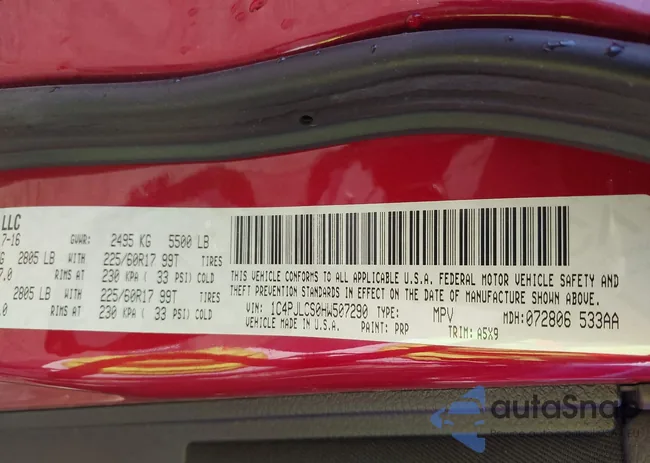 LLC
7-16 GVWR: 2495 KG 5500 LB
G 2805 LB WITH 225/60R17 99T TIRES
7.0 RIMS AT 230 KPA ( 33 PSI) COLD
2805 LB WITH 225/60R17 99T TIRES
.0 RIMS AT 230 KPA ( 33 PSI) COLD
THIS VEHICLE CONFORMS TO ALL APPLICABLE U.S.A. FEDERAL MOTOR VEHICLE SAFETY AND
THEFT PREVENTION STANDARDS IN EFFECT ON THE DATE OF MANUFACTURE SHOWN ABOVE.
VIN: 1C4PJLCS0HW507290 TYPE: MPV MDH: 072806 533AA
VEHICLE MADE IN U.S.A. PAINT: PRP TRIM: A5X9
autoSnap